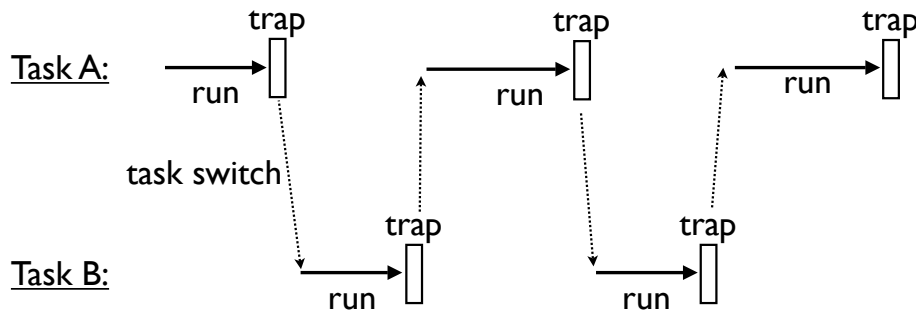 trap trap trap
Task A:
run run run
task switch
trap trap
Task B:
run run